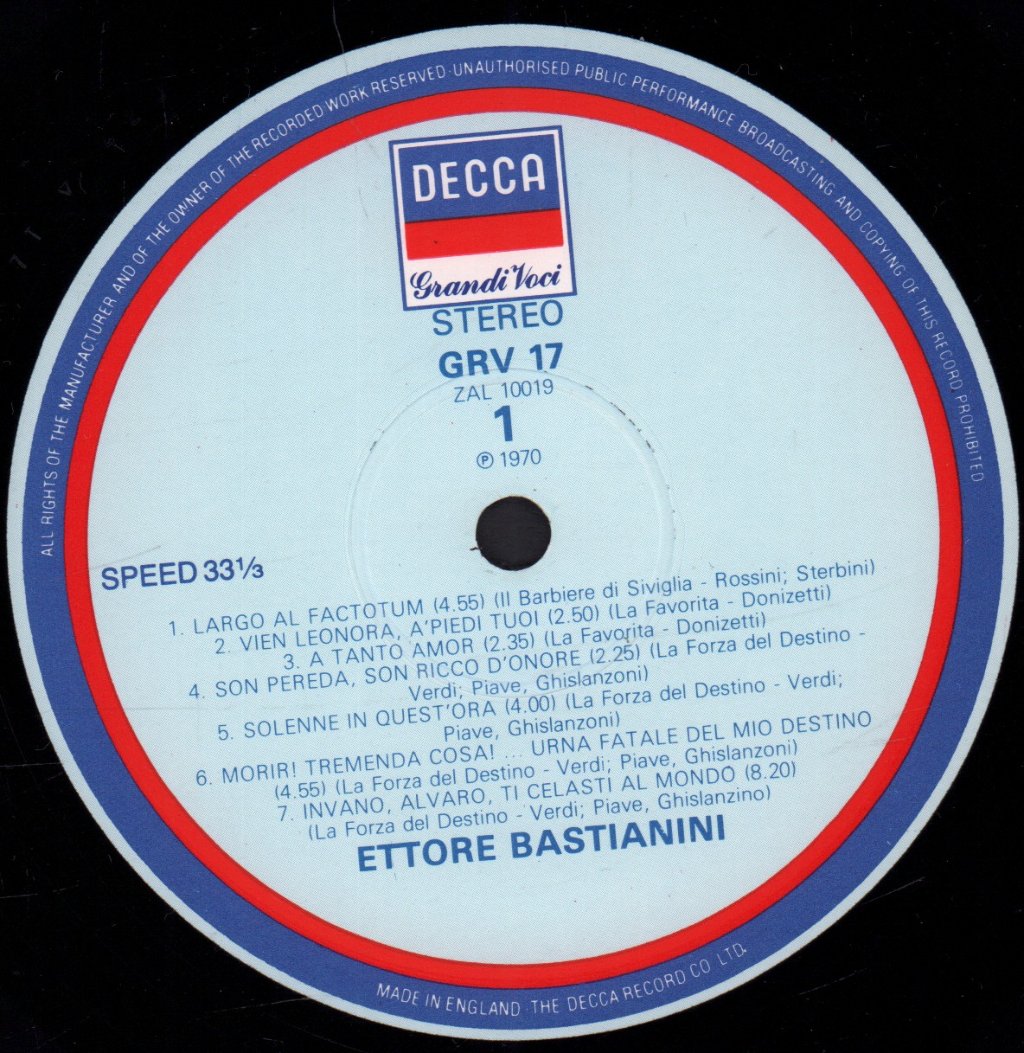 ALL RIGHTS OF THE MANUFACTURER AND OF THE OWNER OF THE RECORDED WORK RESERVED · UNAUTHORISED PUBLIC PERFORMANCE BROADCASTING AND COPYING OF THIS RECORD PROHIBITED
DECCA
Grandi Voci
STEREO
GRV 17
ZAL 10019
1
℗ 1970
SPEED 33⅓
1. LARGO AL FACTOTUM (4.55) (Il Barbiere di Siviglia - Rossini; Sterbini)
2. VIEN LEONORA, A'PIEDI TUOI (2.50) (La Favorita - Donizetti)
3. A TANTO AMOR (2.35) (La Favorita - Donizetti)
4. SON PEREDA, SON RICCO D'ONORE (2.25) (La Forza del Destino -
Verdi; Piave, Ghislanzoni)
5. SOLENNE IN QUEST'ORA (4.00) (La Forza del Destino - Verdi;
Piave, Ghislanzoni)
6. MORIR! TREMENDA COSA! ... URNA FATALE DEL MIO DESTINO
(4.55) (La Forza del Destino - Verdi; Piave, Ghislanzoni)
7. INVANO, ALVARO, TI CELASTI AL MONDO (8.20)
(La Forza del Destino - Verdi; Piave, Ghislanzino)
ETTORE BASTIANINI
MADE IN ENGLAND · THE DECCA RECORD CO LTD.